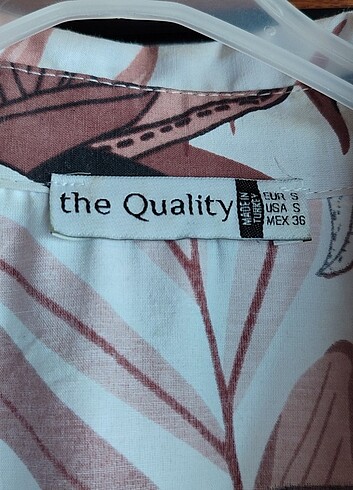 the Quality
MADE IN
TURKEY
EUR S
USA S
MEX 36